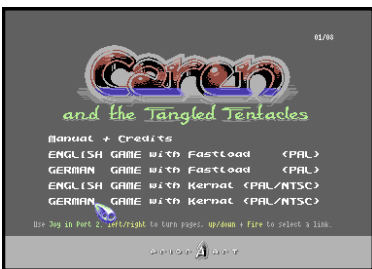 01/08
Caren
and the Tangled Tentacles
Manual + Credits
ENGLISH GAME with Fastload (PAL)
GERMAN GAME with Fastload (PAL)
ENGLISH GAME with Kernal (PAL/NTSC)
GERMAN GAME with Kernal (PAL/NTSC)
Use Joy in Port 2, left/right to turn pages, up/down + Fire to select a link.
PRIOR ART